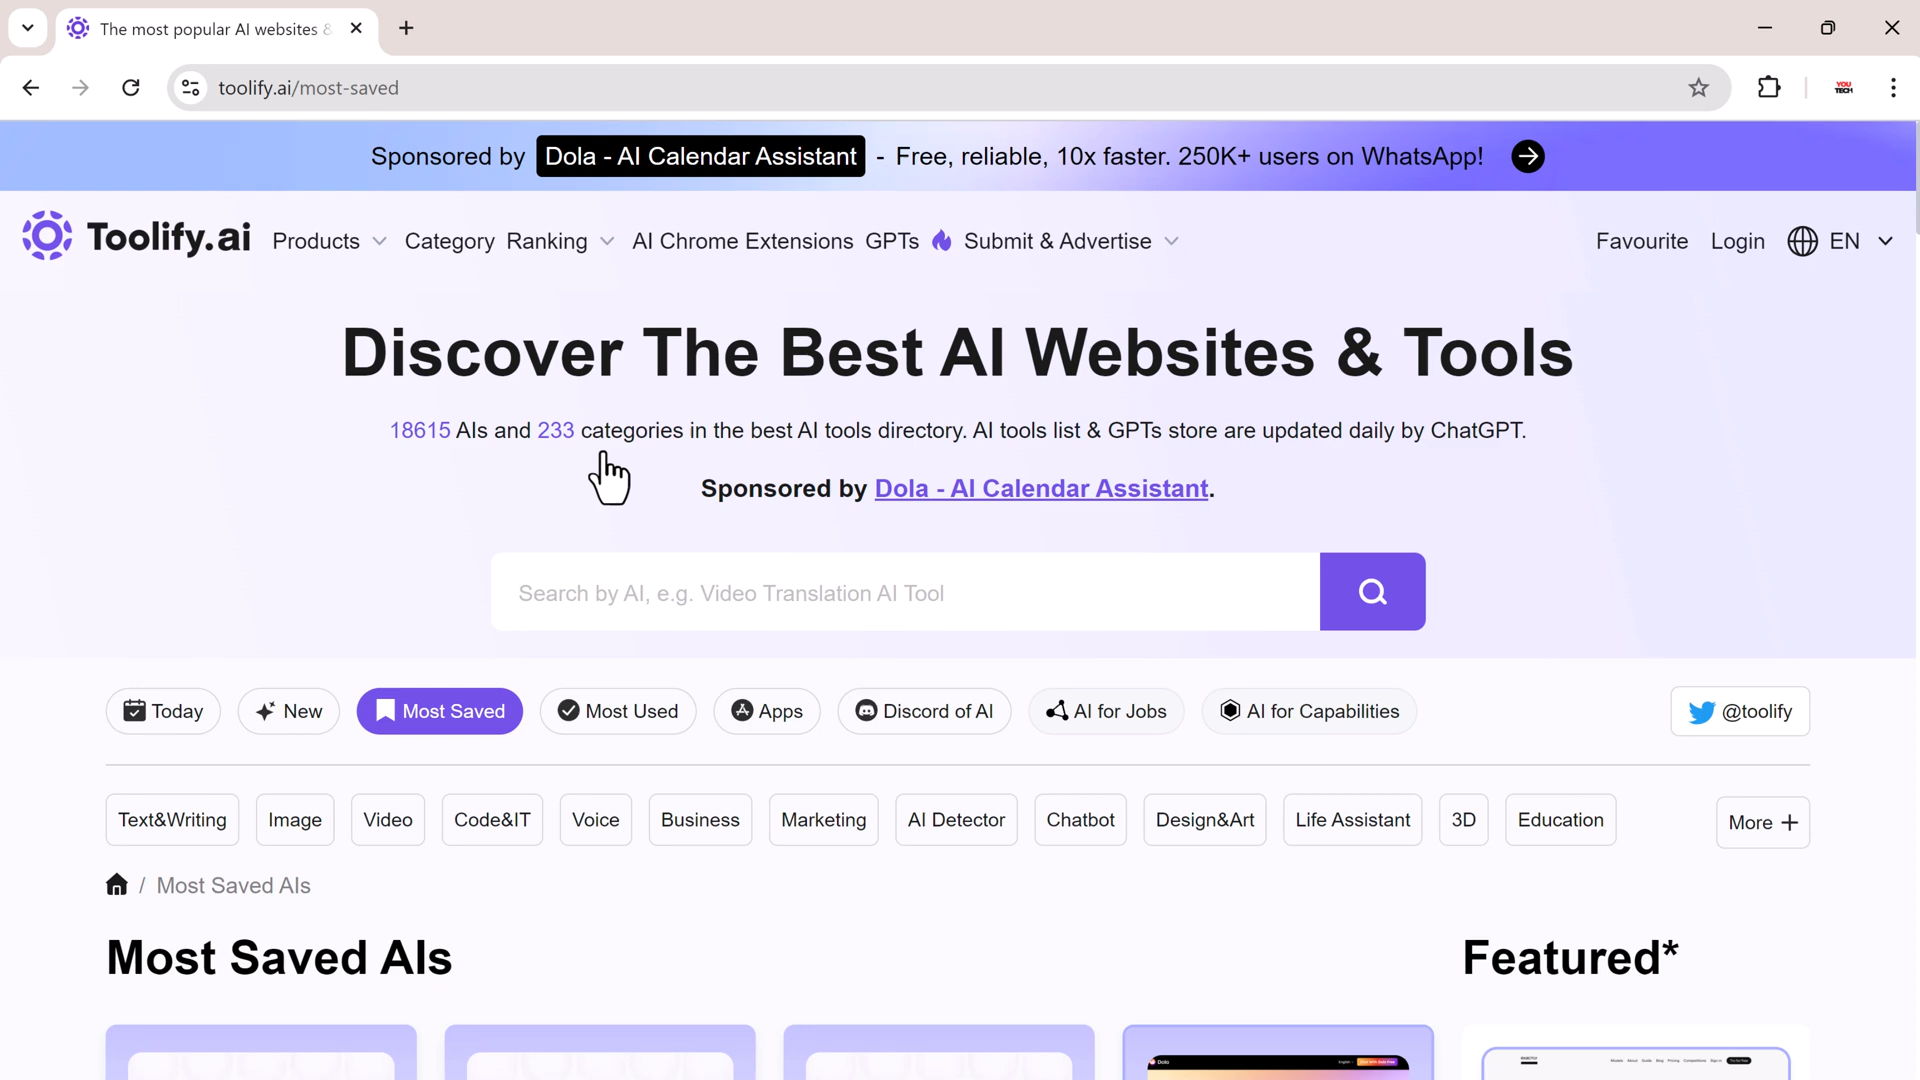 The most popular AI websites &
toolify.ai/most-saved
YOU
TECH
Sponsored by Dola - AI Calendar Assistant - Free, reliable, 10x faster. 250K+ users on WhatsApp!
Toolify.ai Products Category Ranking AI Chrome Extensions GPTs Submit & Advertise Favourite Login EN
Discover The Best AI Websites & Tools
18615 AIs and 233 categories in the best AI tools directory. AI tools list & GPTs store are updated daily by ChatGPT.
Sponsored by Dola - AI Calendar Assistant.
Search by AI, e.g. Video Translation AI Tool
Today New Most Saved Most Used Apps Discord of AI AI for Jobs AI for Capabilities @toolify
Text&Writing Image Video Code&IT Voice Business Marketing AI Detector Chatbot Design&Art Life Assistant 3D Education More +
/ Most Saved AIs
Most Saved AIs Featured*
Dola